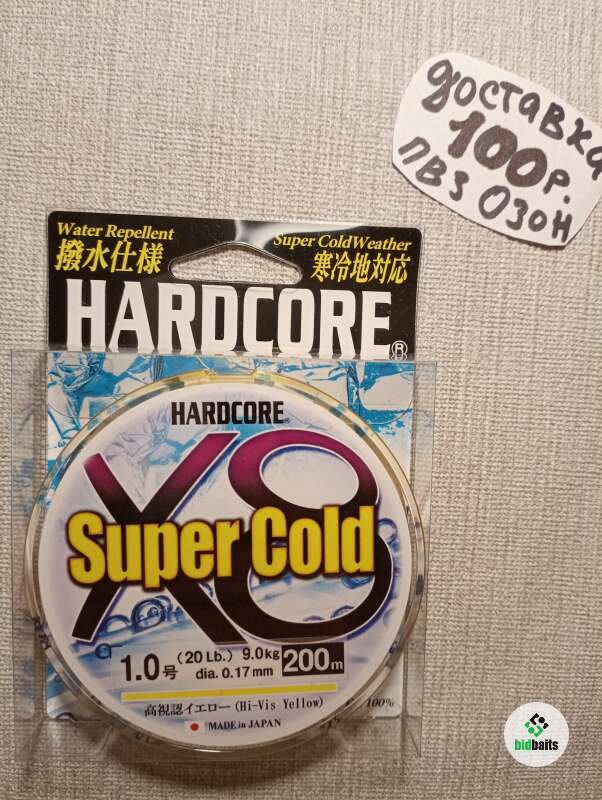 доставка
100р.
ПВЗ ОЗОН
Water Repellent
撥水仕様
Super ColdWeather
寒冷地対応
HARDCORE®
HARDCORE®
X8
Super Cold
1.0号 (20 Lb.) 9.0kg
dia. 0.17mm 200m
高視認イエロー (Hi-Vis Yellow)
100%
MADE in JAPAN
bidbaits